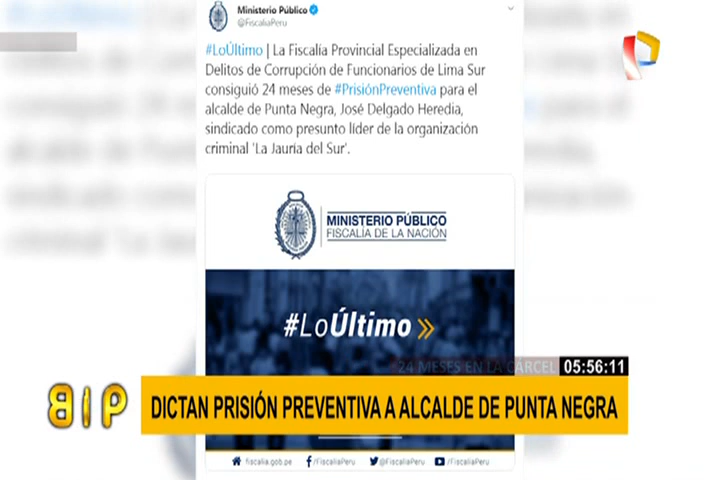 Ministerio Público
@FiscaliaPeru
#LoÚltimo | La Fiscalía Provincial Especializada en
Delitos de Corrupción de Funcionarios de Lima Sur
consiguió 24 meses de #PrisiónPreventiva para el
alcalde de Punta Negra, José Delgado Heredia,
sindicado como presunto líder de la organización
criminal 'La Jauría del Sur'.
MINISTERIO PÚBLICO
FISCALÍA DE LA NACIÓN
#LoÚltimo »
24 MESES EN LA CÁRCEL 05:56:11
BIP
DICTAN PRISIÓN PREVENTIVA A ALCALDE DE PUNTA NEGRA
fiscalia.gob.pe /FiscaliaPeru @FiscaliaPeru /FiscaliaPeru